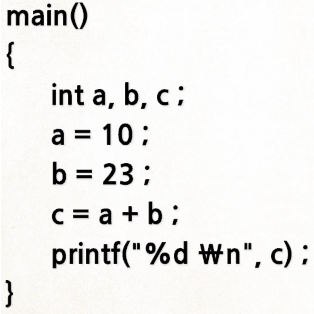 main()
{
int a, b, c ;
a = 10 ;
b = 23 ;
c = a + b ;
printf("%d ₩n", c) ;
}